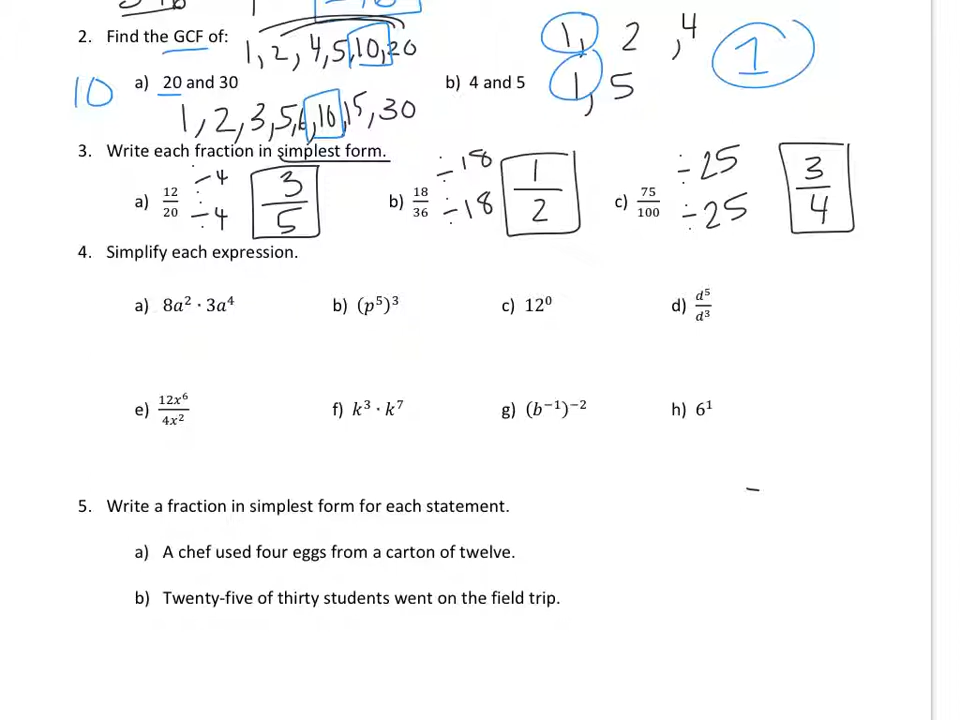 2. Find the GCF of:
1, 2, 4, 5, 10, 20
1, 2, 4
1
10
a) 20 and 30
b) 4 and 5
1, 5
1, 2, 3, 5, 6, 10, 15, 30
3. Write each fraction in simplest form.
a) 12/20 ÷4/÷4 3/5 b) 18/36 ÷18/÷18 1/2 c) 75/100 ÷25/÷25 3/4
4. Simplify each expression.
a) 8a² · 3a⁴ b) (p⁵)³ c) 12⁰ d) d⁵/d³
e) 12x⁶/4x² f) k³ · k⁷ g) (b⁻¹)⁻² h) 6¹
5. Write a fraction in simplest form for each statement.
a) A chef used four eggs from a carton of twelve.
b) Twenty-five of thirty students went on the field trip.